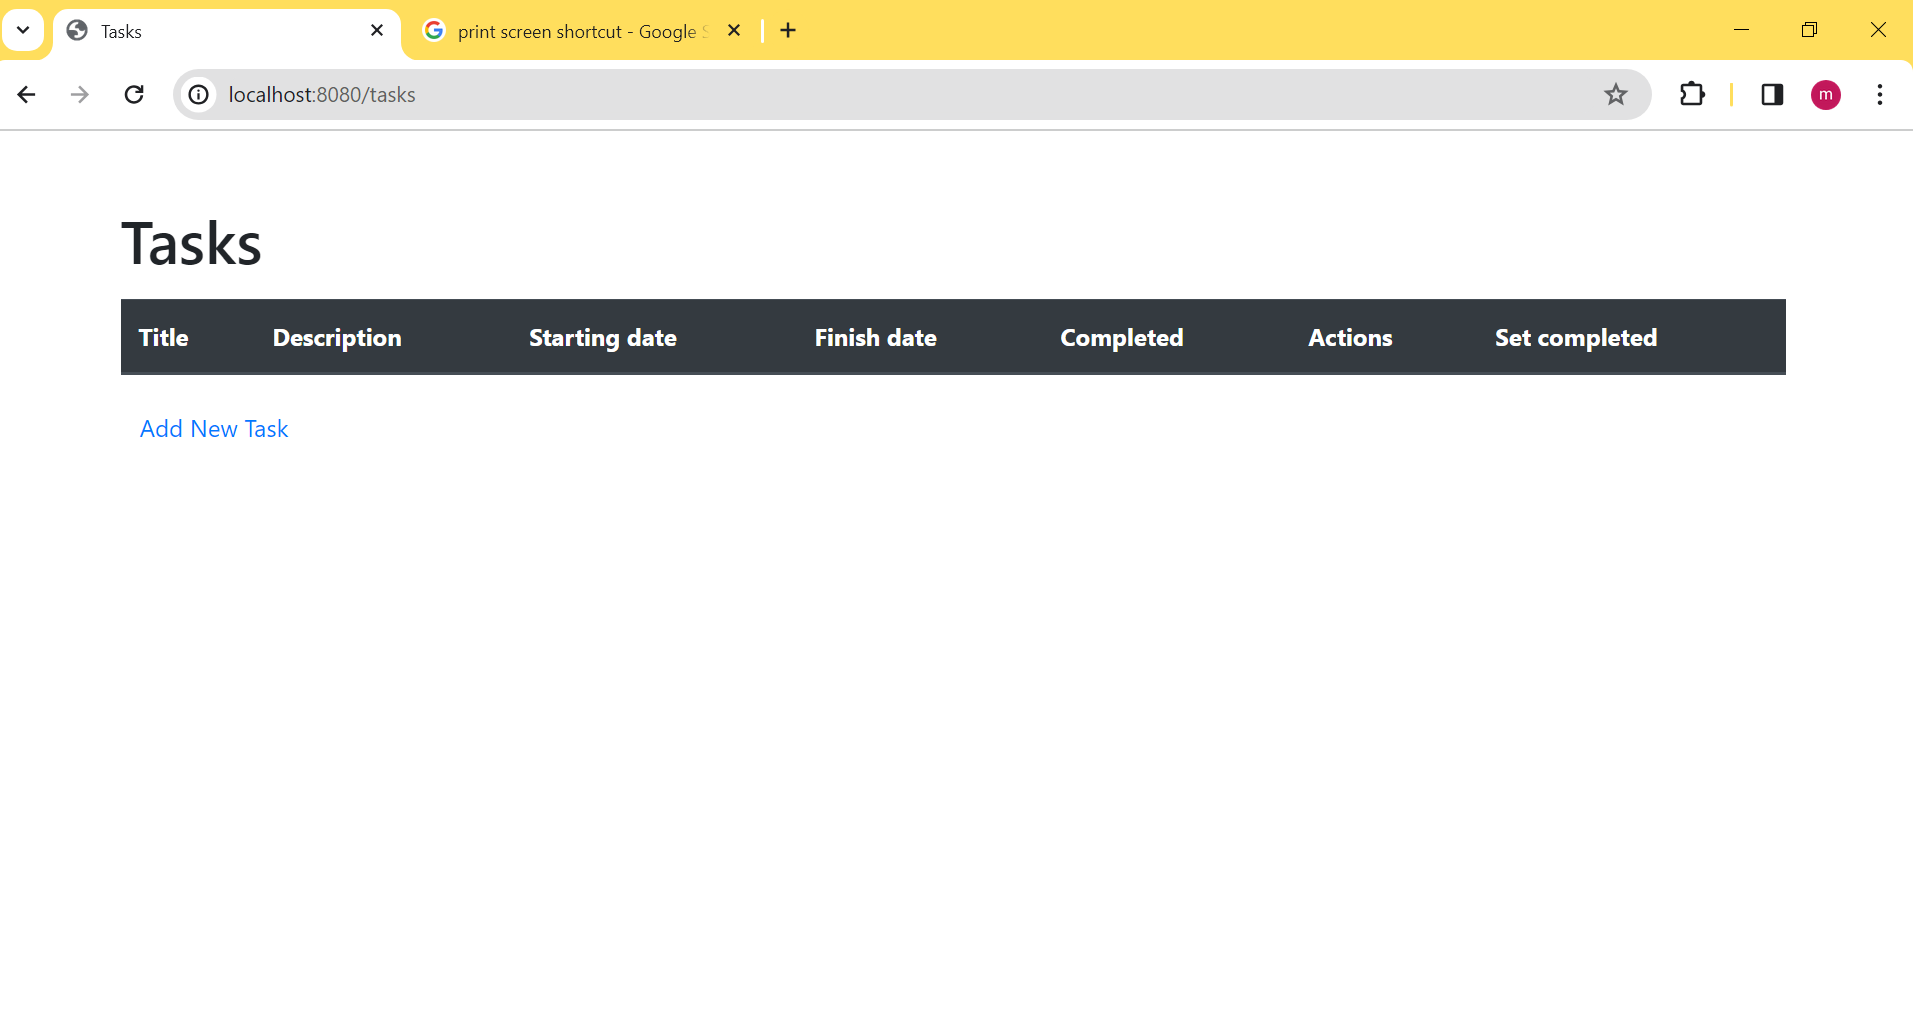 Tasks
print screen shortcut - Google
localhost:8080/tasks
m
Tasks
Title Description Starting date Finish date Completed Actions Set completed
Add New Task